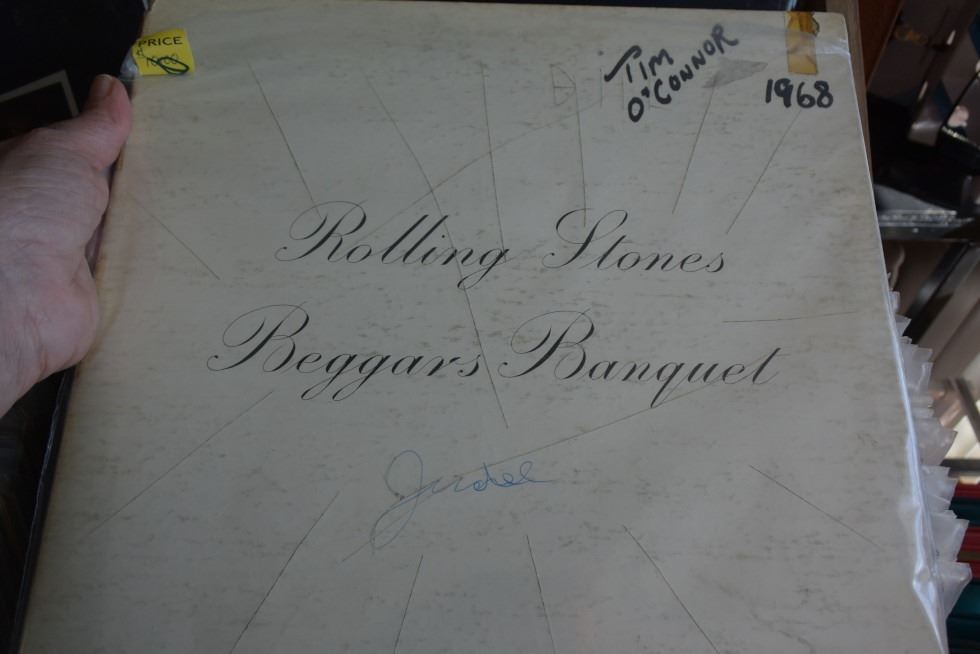 PRICE
TIM
O'CONNOR
1968
Rolling Stones
Beggars Banquet